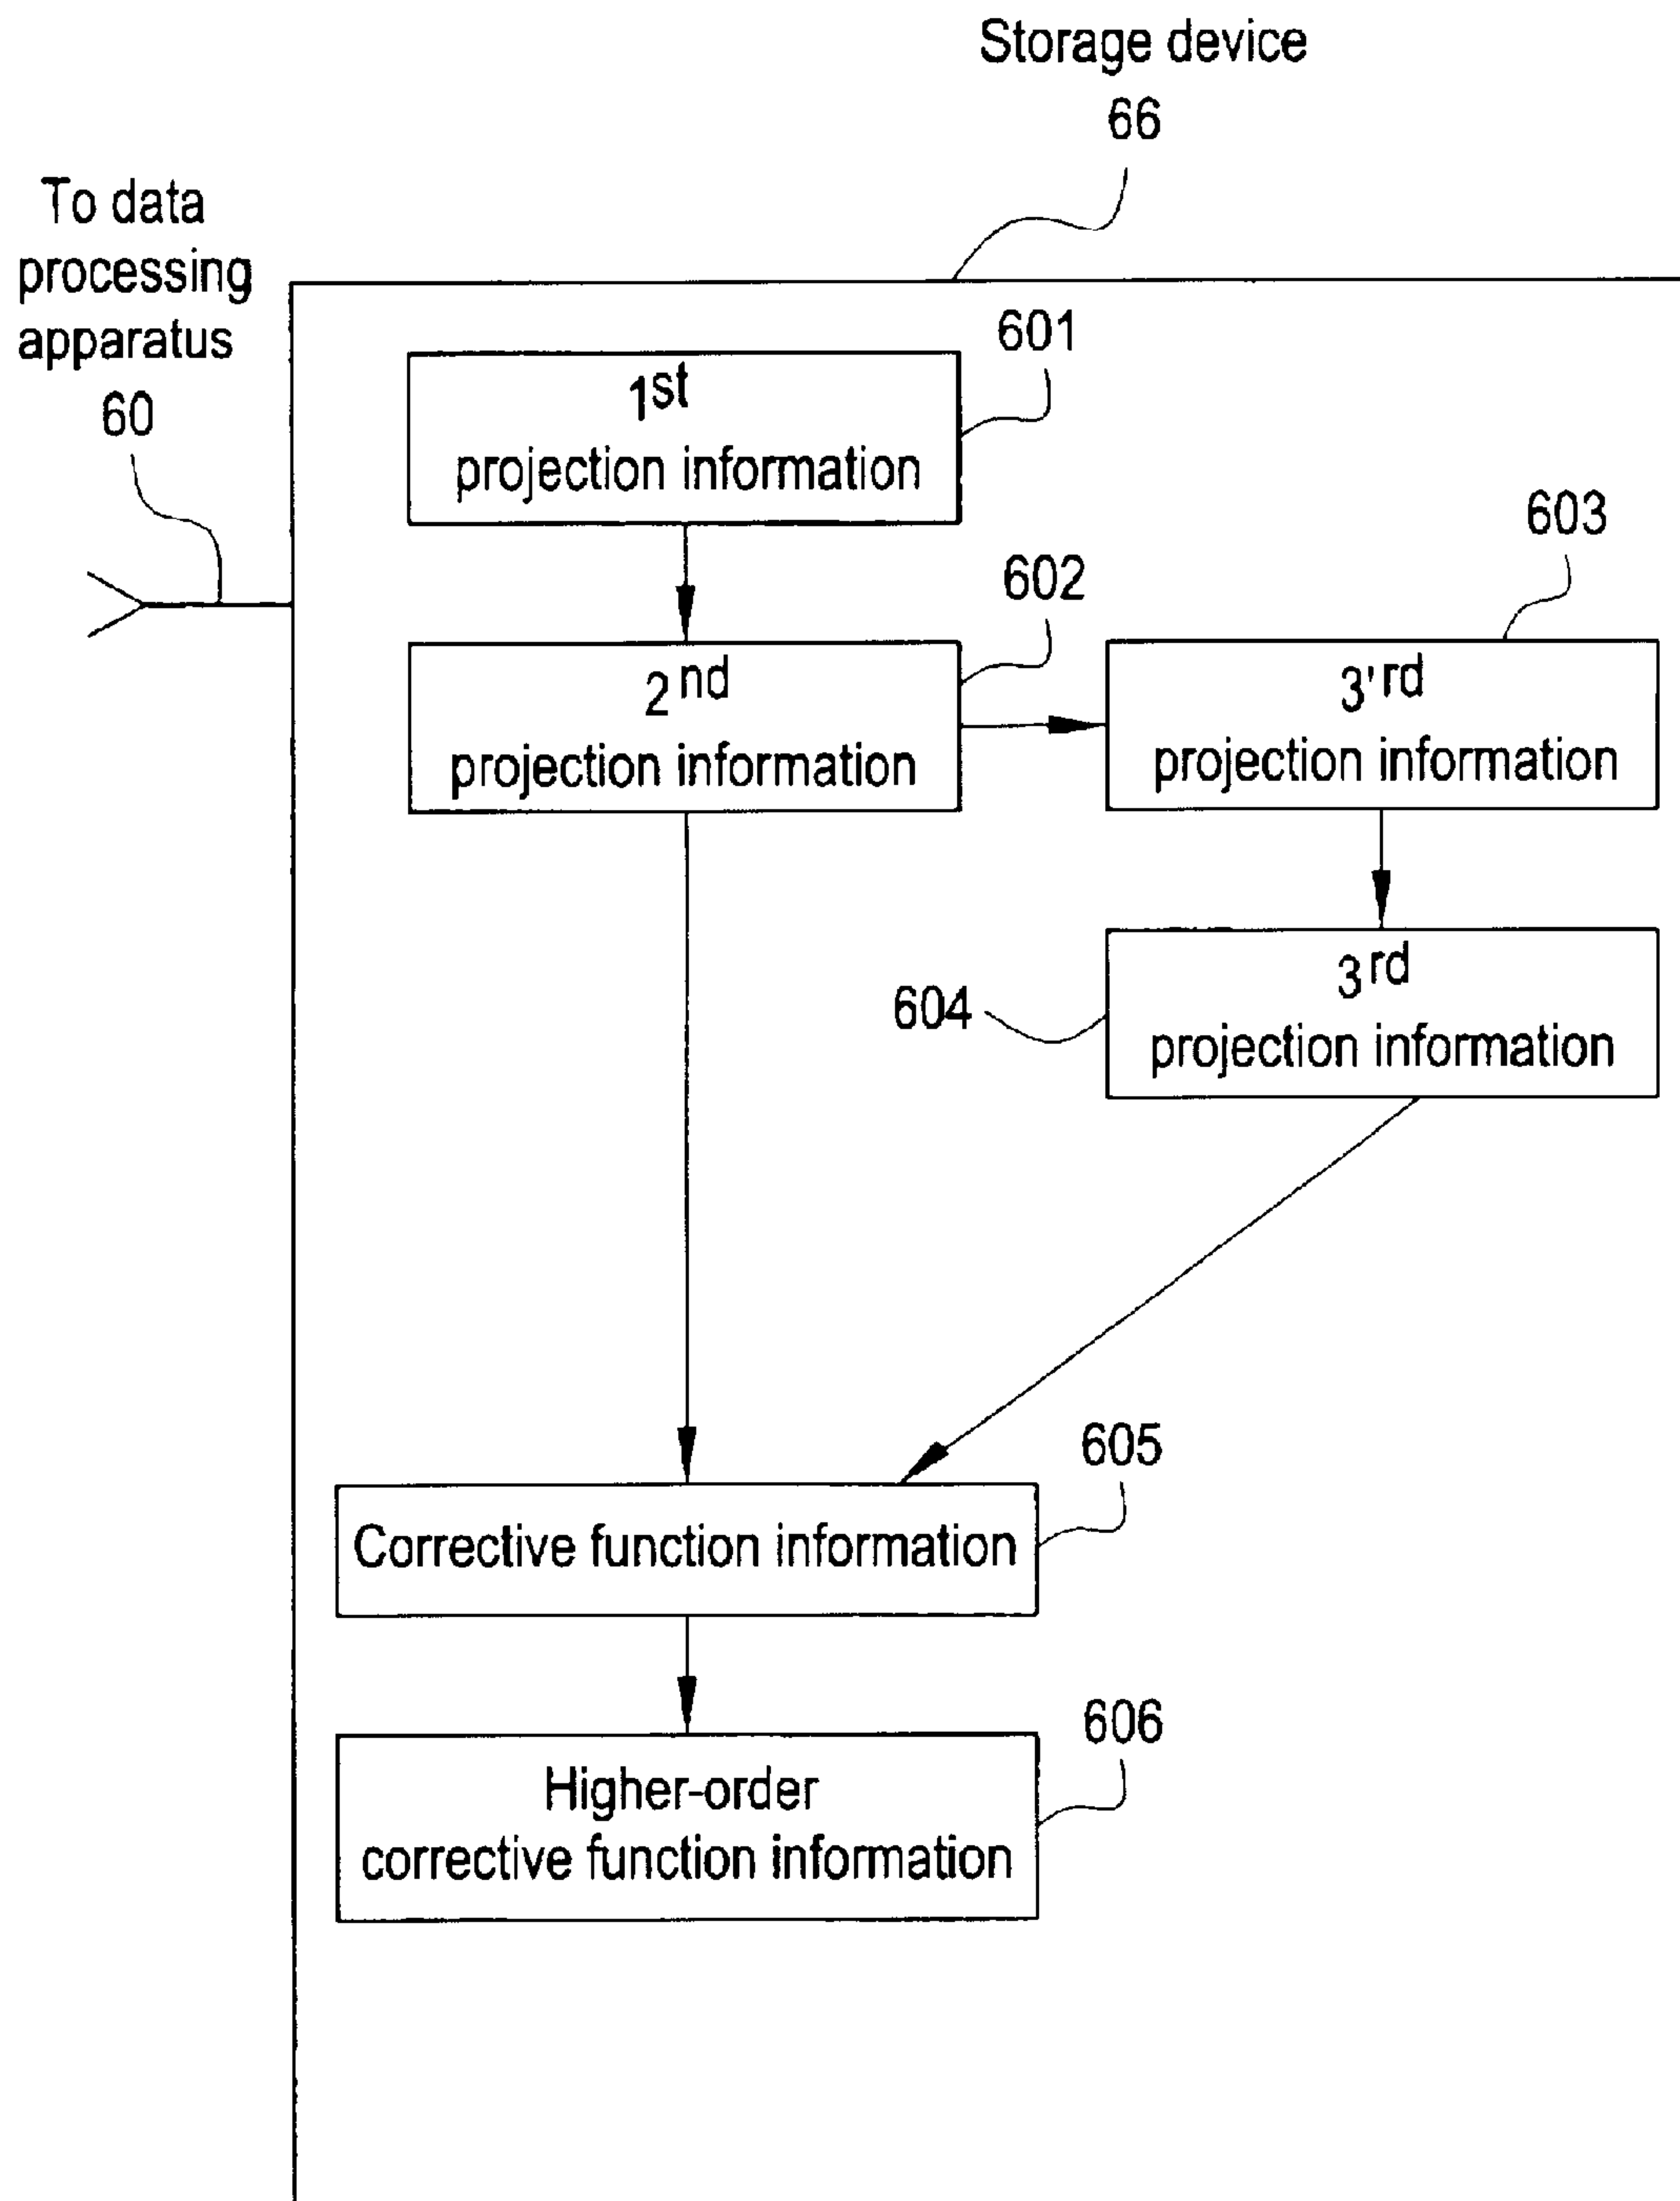 Storage device
66
To data
processing
apparatus
60
1st
projection information
601
2nd
projection information
602
3'rd
projection information
603
3rd
projection information
604
Corrective function information
605
Higher-order
corrective function information
606